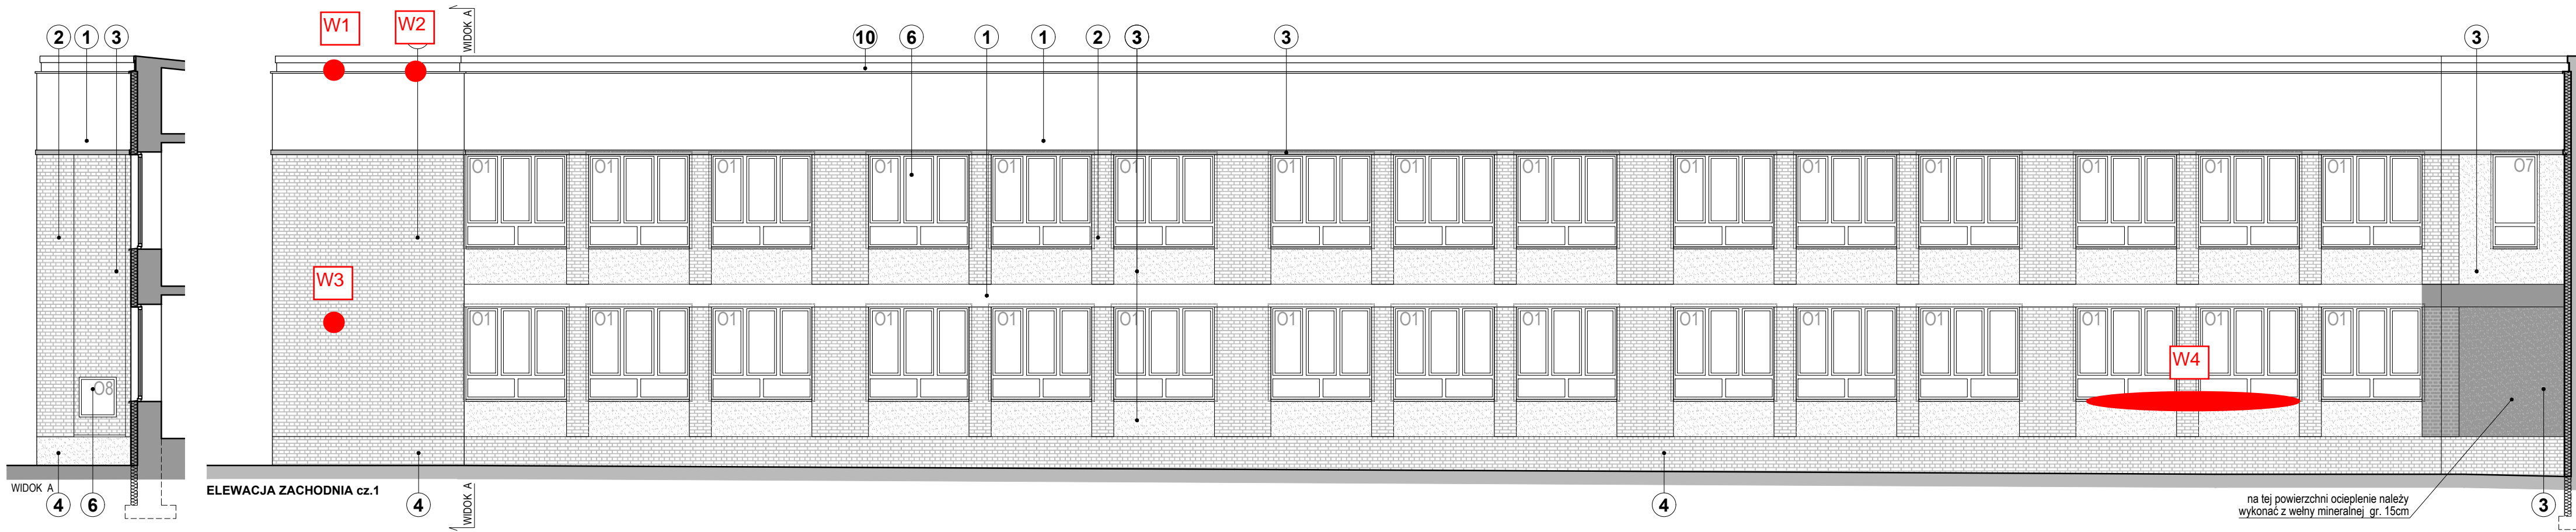 W1
W2
WIDOK A
2
1
3
10
6
1
1
2
3
3
3
O1 O1 O1 O1 O1 O1 O1 O1 O1 O1 O1 O1 O1 O1 O1 O7
W3
O1 O1 O1 O1 O1 O1 O1 O1 O1 O1 O1 O1 O1 O1 O1
W4
O8
WIDOK A
4
6
ELEWACJA ZACHODNIA cz.1
4
WIDOK A
4
na tej powierzchni ocieplenie należy
wykonać z wełny mineralnej gr. 15cm
3